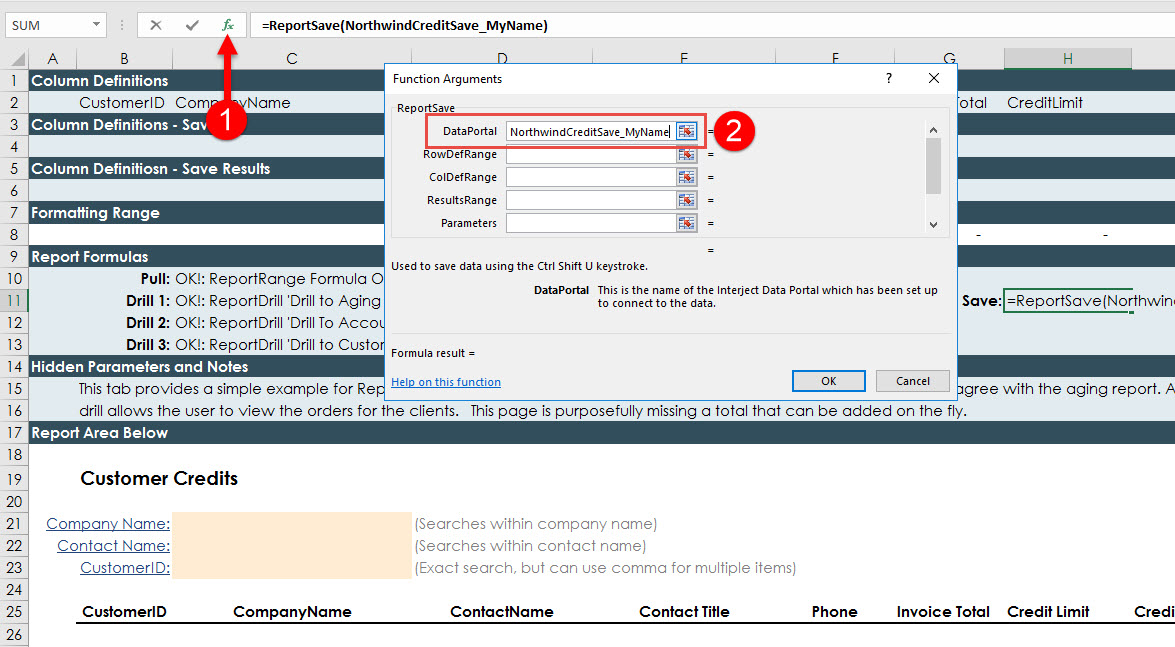 SUM
=ReportSave(NorthwindCreditSave_MyName)
A B C D E F G H
1 Column Definitions
2 CustomerID CompanyName CreditLimit
3 Column Definitions - Sav
4
5 Column Definitiosn - Save Results
6
7 Formatting Range
8 - -
9 Report Formulas
10 Pull: OK!: ReportRange Formula O
11 Drill 1: OK!: ReportDrill 'Drill to Aging Save: =ReportSave(Northwin
12 Drill 2: OK!: ReportDrill 'Drill To Accou
13 Drill 3: OK!: ReportDrill 'Drill to Custor
14 Hidden Parameters and Notes
15 This tab provides a simple example for Rep agree with the aging report. A
16 drill allows the user to view the orders for the clients. This page is purposefully missing a total that can be added on the fly.
17 Report Area Below
18
19 Customer Credits
20
21 Company Name: (Searches within company name)
22 Contact Name: (Searches within contact name)
23 CustomerID: (Exact search, but can use comma for multiple items)
24
25 CustomerID CompanyName ContactName Contact Title Phone Invoice Total Credit Limit Credi
26
1
2
Function Arguments ?
ReportSave
DataPortal NorthwindCreditSave_MyName =
RowDefRange =
ColDefRange =
ResultsRange =
Parameters =
=
Used to save data using the Ctrl Shift U keystroke.
DataPortal This is the name of the Interject Data Portal which has been set up
to connect to the data.
Formula result =
Help on this function
OK Cancel